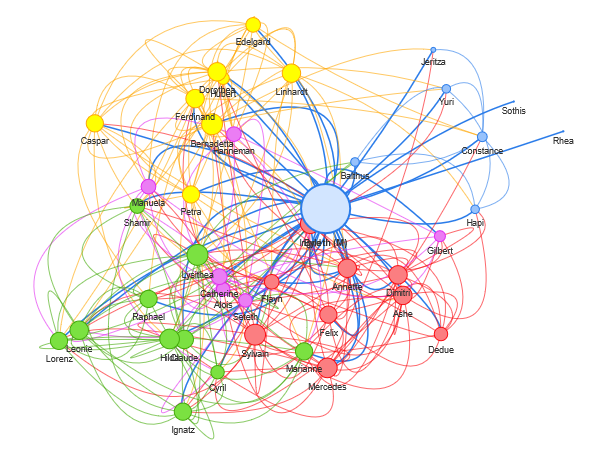 Edelgard
Jeritza
Dorothea
Hubert
Linhardt
Yuri
Sothis
Ferdinand
Caspar
Bernadetta
Hanneman
Constance
Rhea
Balthus
Manuela
Petra
Shamir
Hapi
Byleth (M)
Gilbert
Lysithea
Annette
Catherine
Flayn
Dimitri
Alois
Raphael
Seteth
Ashe
Felix
Leonie
Lorenz
Hilda
Claude
Sylvain
Marianne
Dedue
Cyril
Mercedes
Ignatz